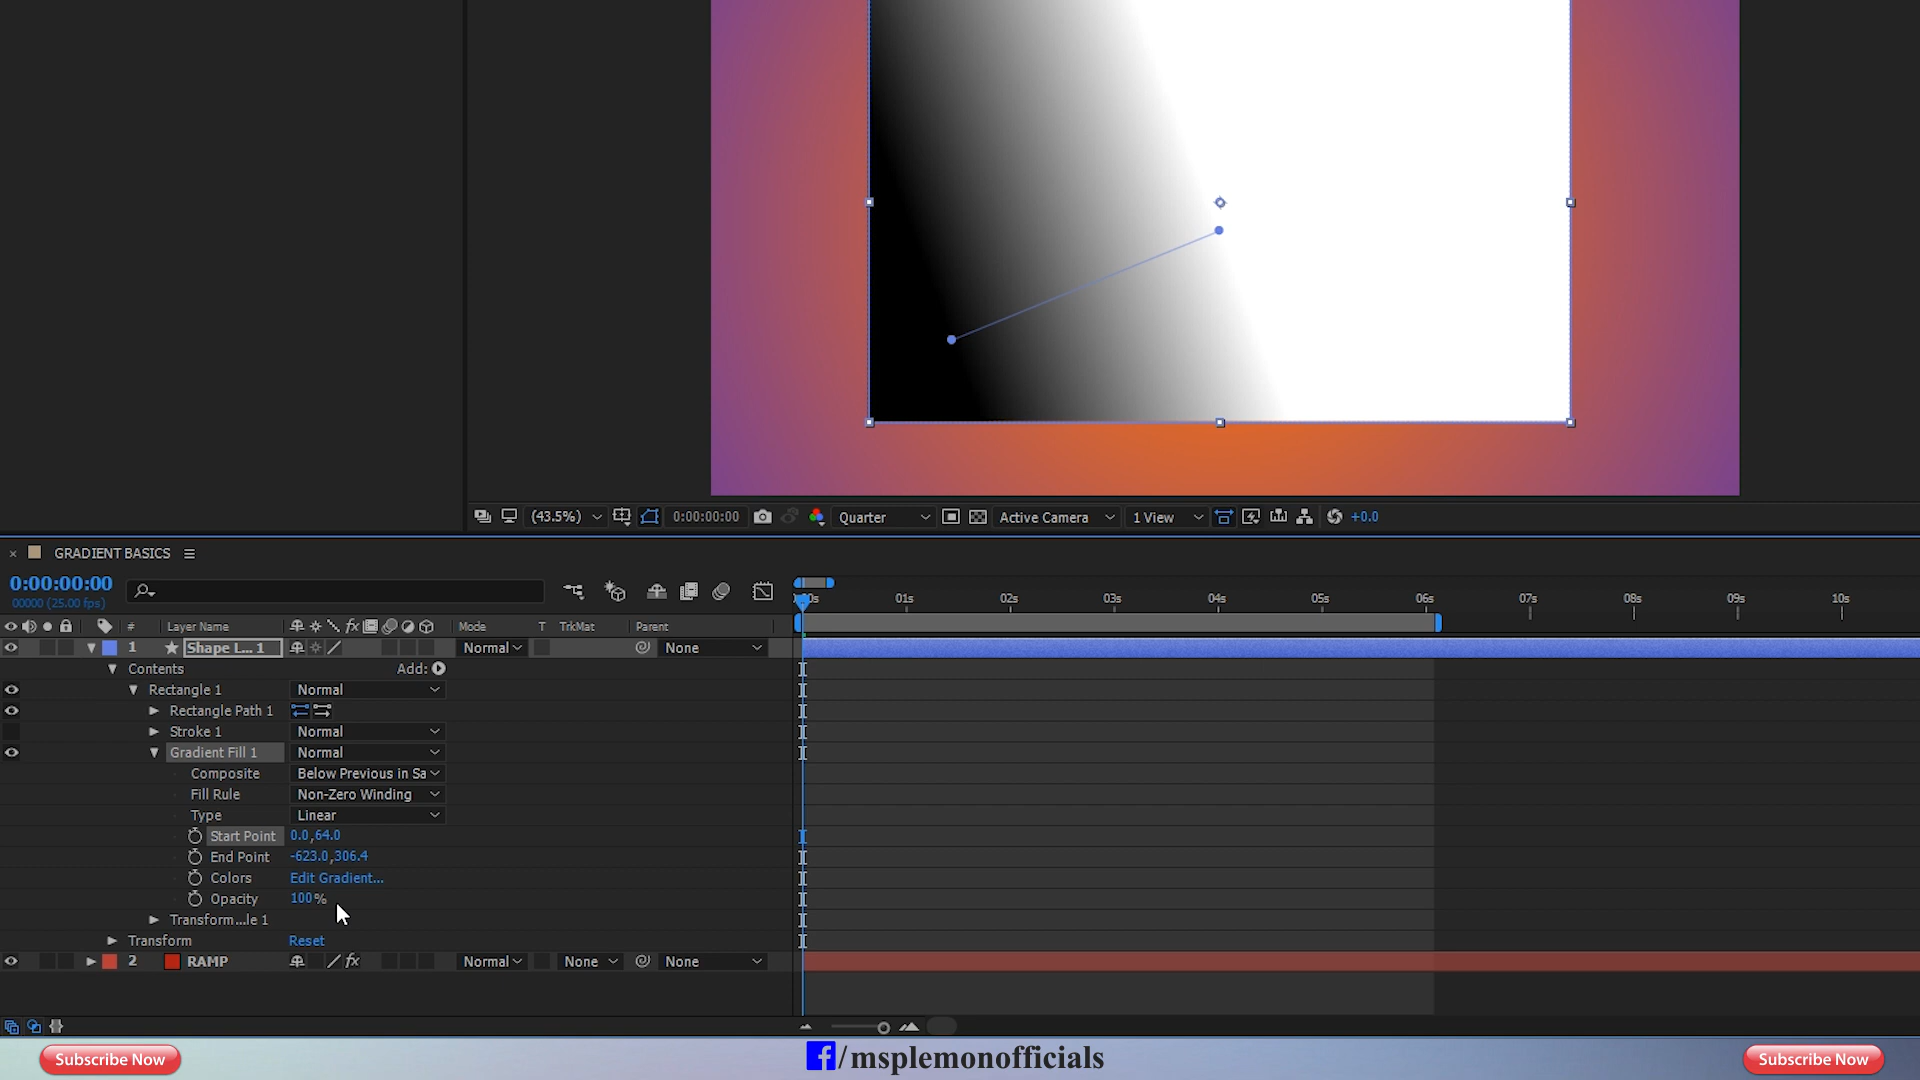 (43.5%) 0:00:00:00 Quarter Active Camera 1 View +0.0
× GRADIENT BASICS
0:00:00:00
00000 (25.00 fps)
01s 02s 03s 04s 05s 06s 07s 08s 09s 10s
# Layer Name fx Mode T TrkMat Parent
1 Shape L... 1 Normal None
Contents Add:
Rectangle 1 Normal
Rectangle Path 1
Stroke 1 Normal
Gradient Fill 1 Normal
Composite Below Previous in Sa
Fill Rule Non-Zero Winding
Type Linear
Start Point 0.0,64.0
End Point -623.0,306.4
Colors Edit Gradient...
Opacity 100%
Transform...le 1
Transform Reset
2 RAMP fx Normal None None
Subscribe Now f/msplemonofficials Subscribe Now